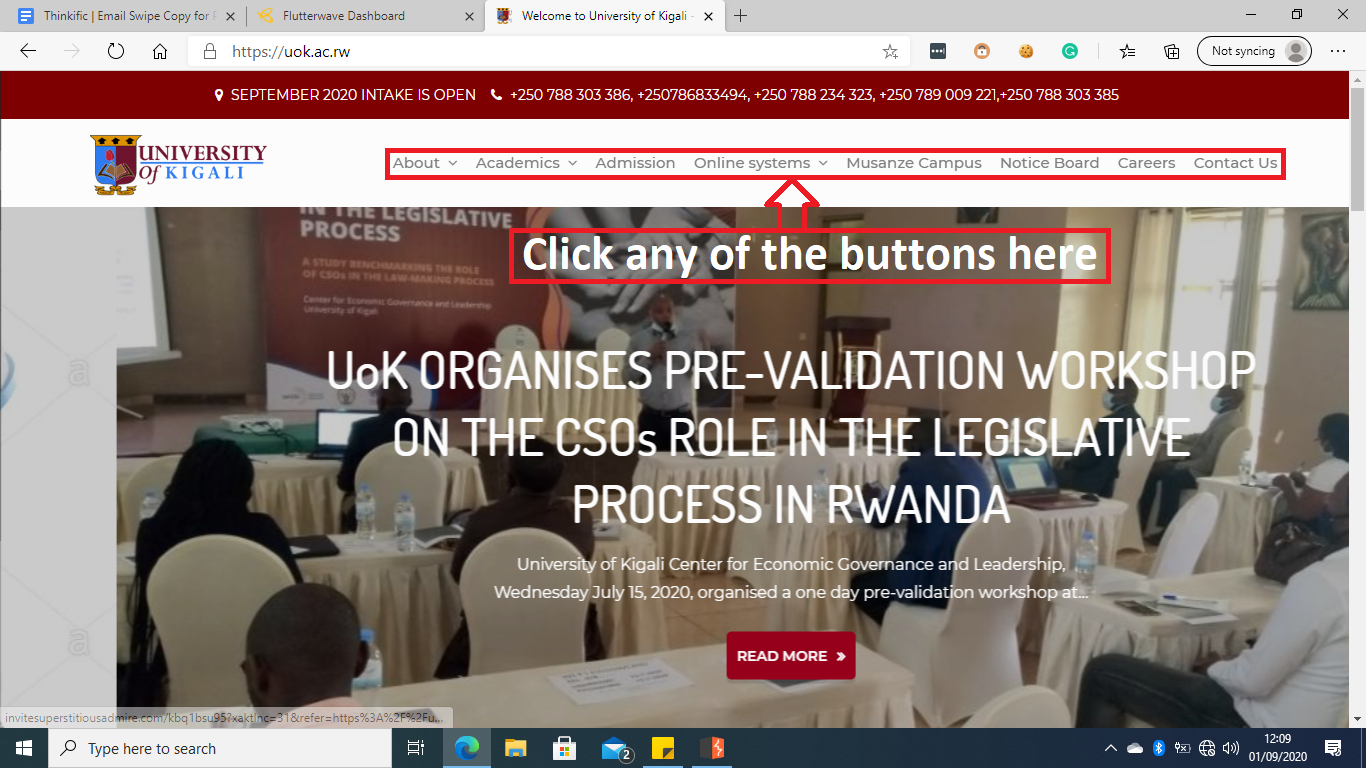 Thinkific | Email Swipe Copy for
Flutterwave Dashboard
Welcome to University of Kigali -
https://uok.ac.rw
Not syncing
SEPTEMBER 2020 INTAKE IS OPEN +250 788 303 386, +250786833494, +250 788 234 323, +250 789 009 221,+250 788 303 385
UNIVERSITY
of KIGALI
About Academics Admission Online systems Musanze Campus Notice Board Careers Contact Us
Click any of the buttons here
IN THE LEGISLATIVE
PROCESS
A STUDY BENCHMARKING THE ROLE
OF CSOs IN THE LAW-MAKING PROCESS
Center for Economic Governance and Leadership
University of Kigali
UoK ORGANISES PRE-VALIDATION WORKSHOP
ON THE CSOs ROLE IN THE LEGISLATIVE
PROCESS IN RWANDA
University of Kigali Center for Economic Governance and Leadership,
Wednesday July 15, 2020, organised a one day pre-validation workshop at...
READ MORE »
a
a
invitesuperstitiousadmire.com/kbq1bsu95?xaktlnc=31&refer=https%3A%2F%2Fu...
Type here to search
2
12:09
01/09/2020